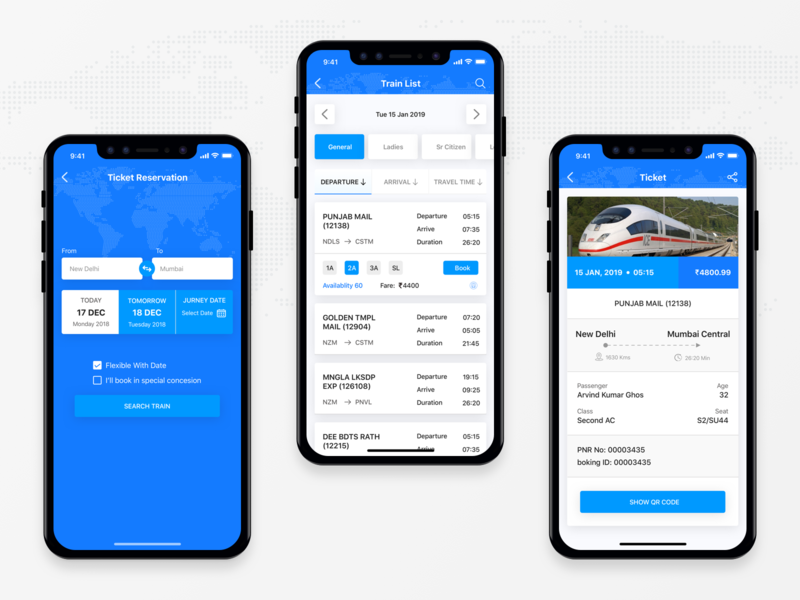 9:41
Ticket Reservation
From To
New Delhi Mumbai
TODAY
17 DEC
Monday 2018
TOMORROW
18 DEC
Tuesday 2018
JURNEY DATE
Select Date
Flexible With Date
I'll book in special concesion
SEARCH TRAIN
9:41
Train List
Tue 15 Jan 2019
General Ladies Sr Citizen
DEPARTURE ARRIVAL TRAVEL TIME
PUNJAB MAIL
(12138)
NDLS CSTM
Departure 05:15
Arrive 07:35
Duration 26:20
1A 2A 3A SL Book
Availablity 60 Fare: ₹4400
GOLDEN TMPL
MAIL (12904)
NZM CSTM
Departure 07:20
Arrive 05:05
Duration 21:45
MNGLA LKSDP
EXP (126108)
NZM PNVL
Departure 19:15
Arrive 09:25
Duration 26:20
DEE BDTS RATH
(12215)
Departure 05:15
Arrive 07:35
9:41
Ticket
15 JAN, 2019 • 05:15 ₹4800.99
PUNJAB MAIL (12138)
New Delhi Mumbai Central
1630 Kms 26:20 Min
Passenger Age
Arvind Kumar Ghos 32
Class Seat
Second AC S2/SU44
PNR No: 00003435
boking ID: 00003435
SHOW QR CODE